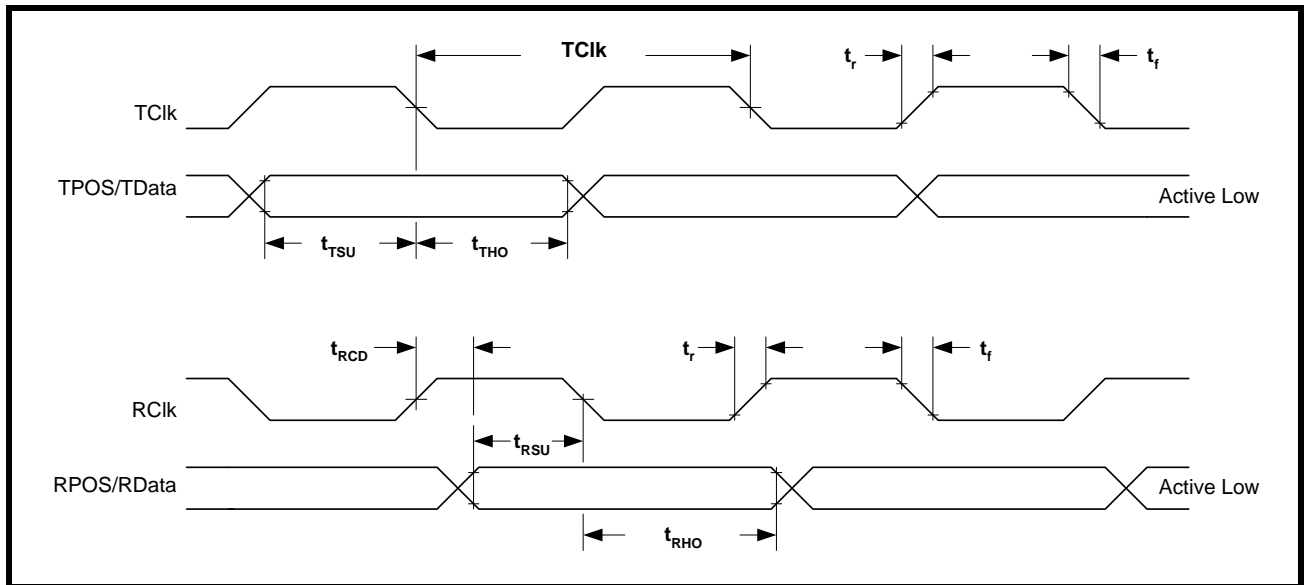 TClk
t_r
t_f
TClk
TPOS/TData
Active Low
t_TSU
t_THO
t_RCD
t_r
t_f
RClk
t_RSU
RPOS/RData
Active Low
t_RHO